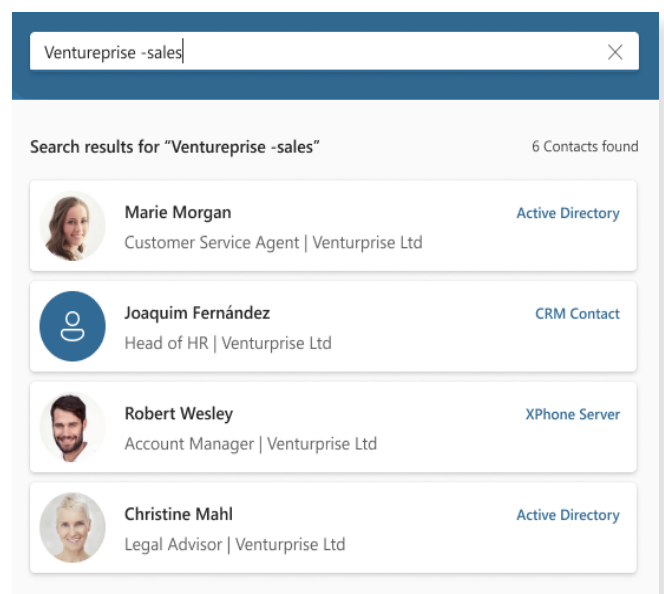 Ventureprise -sales
Search results for “Ventureprise -sales” 6 Contacts found
Marie Morgan Active Directory
Customer Service Agent | Venturprise Ltd
Joaquim Fernández CRM Contact
Head of HR | Venturprise Ltd
Robert Wesley XPhone Server
Account Manager | Venturprise Ltd
Christine Mahl Active Directory
Legal Advisor | Venturprise Ltd